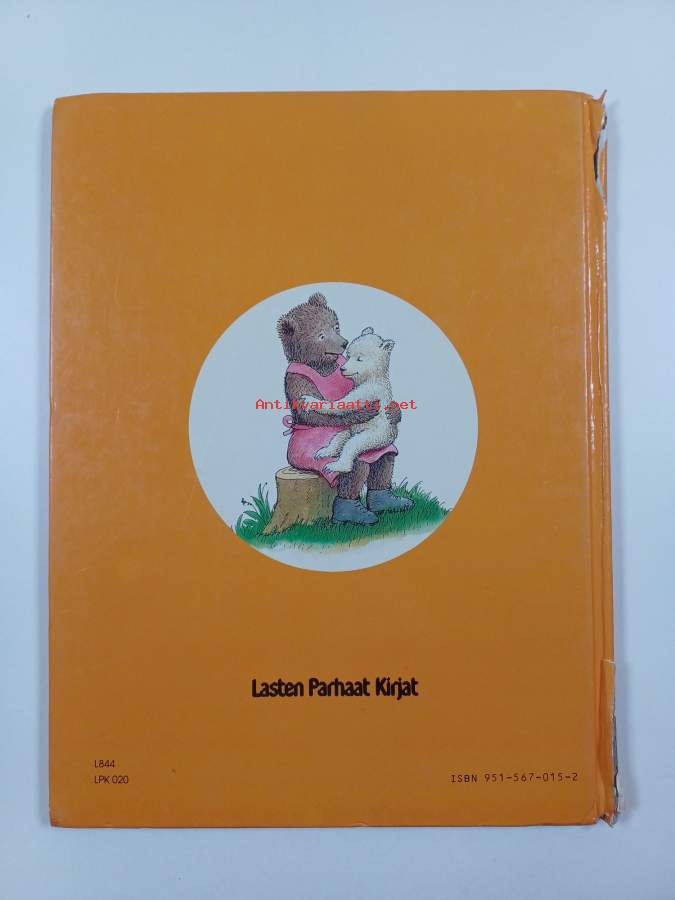 Antikvariaatti.net
Lasten Parhaat Kirjat
L844
LPK 020
ISBN 951-567-015-2